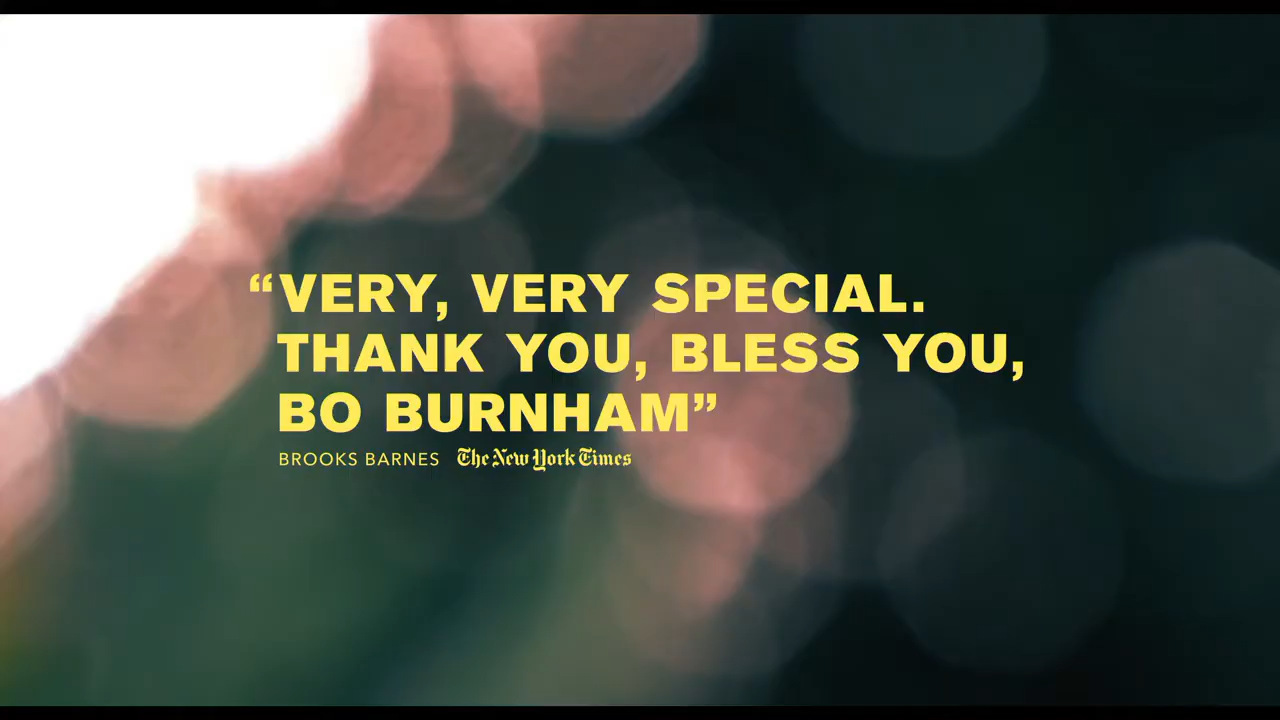 “VERY, VERY SPECIAL.
THANK YOU, BLESS YOU,
BO BURNHAM”
BROOKS BARNES The New York Times